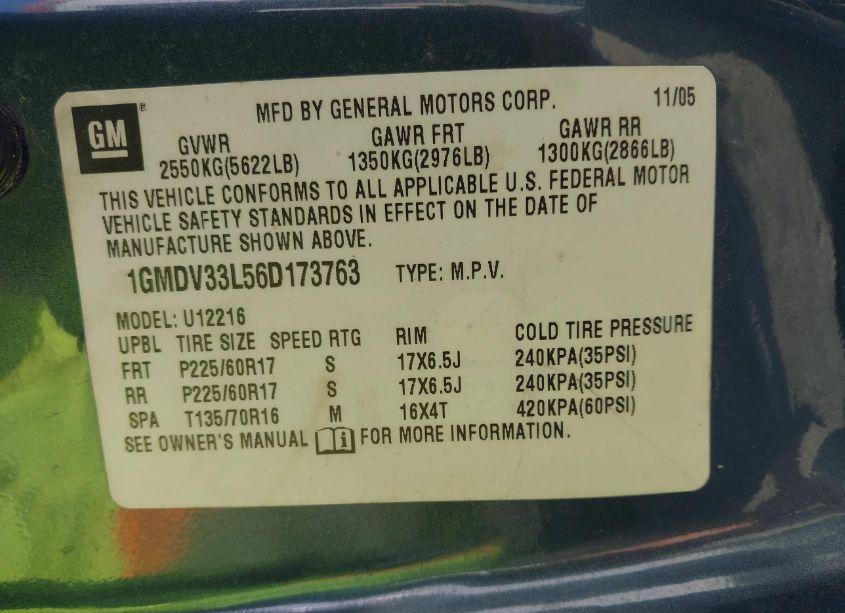 GM ®
MFD BY GENERAL MOTORS CORP. 11/05
GVWR GAWR FRT GAWR RR
2550KG(5622LB) 1350KG(2976LB) 1300KG(2866LB)
THIS VEHICLE CONFORMS TO ALL APPLICABLE U.S. FEDERAL MOTOR
VEHICLE SAFETY STANDARDS IN EFFECT ON THE DATE OF
MANUFACTURE SHOWN ABOVE.
1GMDV33L56D173763 TYPE: M.P.V.
MODEL: U12216
UPBL TIRE SIZE SPEED RTG RIM COLD TIRE PRESSURE
FRT P225/60R17 S 17X6.5J 240KPA(35PSI)
RR P225/60R17 S 17X6.5J 240KPA(35PSI)
SPA T135/70R16 M 16X4T 420KPA(60PSI)
SEE OWNER'S MANUAL i FOR MORE INFORMATION.